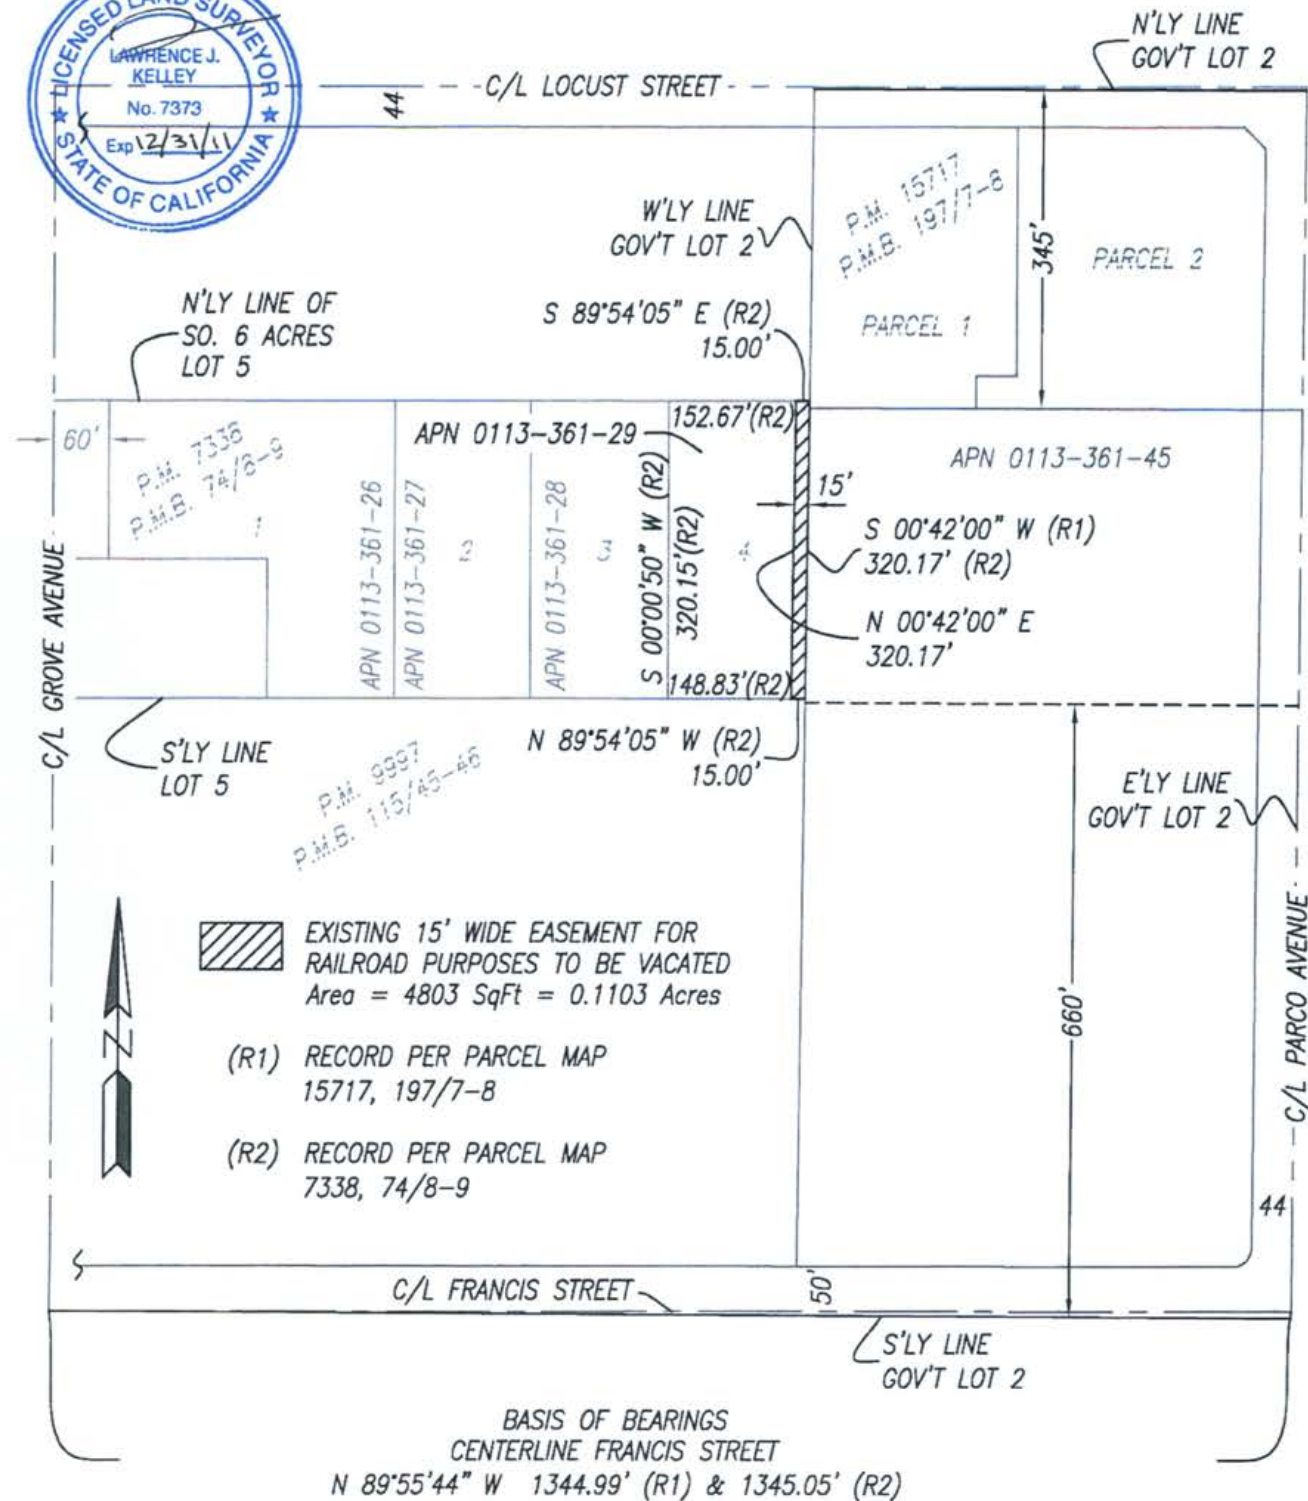 LICENSED LAND SURVEYOR
LAWRENCE J.
KELLEY
No. 7373
Exp 12/31/11
STATE OF CALIFORNIA
N'LY LINE
GOV'T LOT 2
C/L LOCUST STREET
44
W'LY LINE
GOV'T LOT 2
P.M. 15717
P.M.B. 197/7-8
345'
PARCEL 2
PARCEL 1
N'LY LINE OF
SO. 6 ACRES
LOT 5
S 89°54'05" E (R2)
15.00'
60'
P.M. 7338
P.M.B. 74/8-9
1
APN 0113-361-29
152.67'(R2)
APN 0113-361-45
15'
APN 0113-361-26
APN 0113-361-27
2
APN 0113-361-28
3
S 00°00'50" W (R2)
320.15'(R2)
4
S 00°42'00" W (R1)
320.17' (R2)
N 00°42'00" E
320.17'
148.83'(R2)
C/L GROVE AVENUE
S'LY LINE
LOT 5
N 89°54'05" W (R2)
15.00'
P.M. 9997
P.M.B. 115/45-46
E'LY LINE
GOV'T LOT 2
EXISTING 15' WIDE EASEMENT FOR
RAILROAD PURPOSES TO BE VACATED
Area = 4803 SqFt = 0.1103 Acres
N
(R1) RECORD PER PARCEL MAP
15717, 197/7-8
(R2) RECORD PER PARCEL MAP
7338, 74/8-9
660'
C/L PARCO AVENUE
44
C/L FRANCIS STREET
50'
S'LY LINE
GOV'T LOT 2
BASIS OF BEARINGS
CENTERLINE FRANCIS STREET
N 89°55'44" W 1344.99' (R1) & 1345.05' (R2)